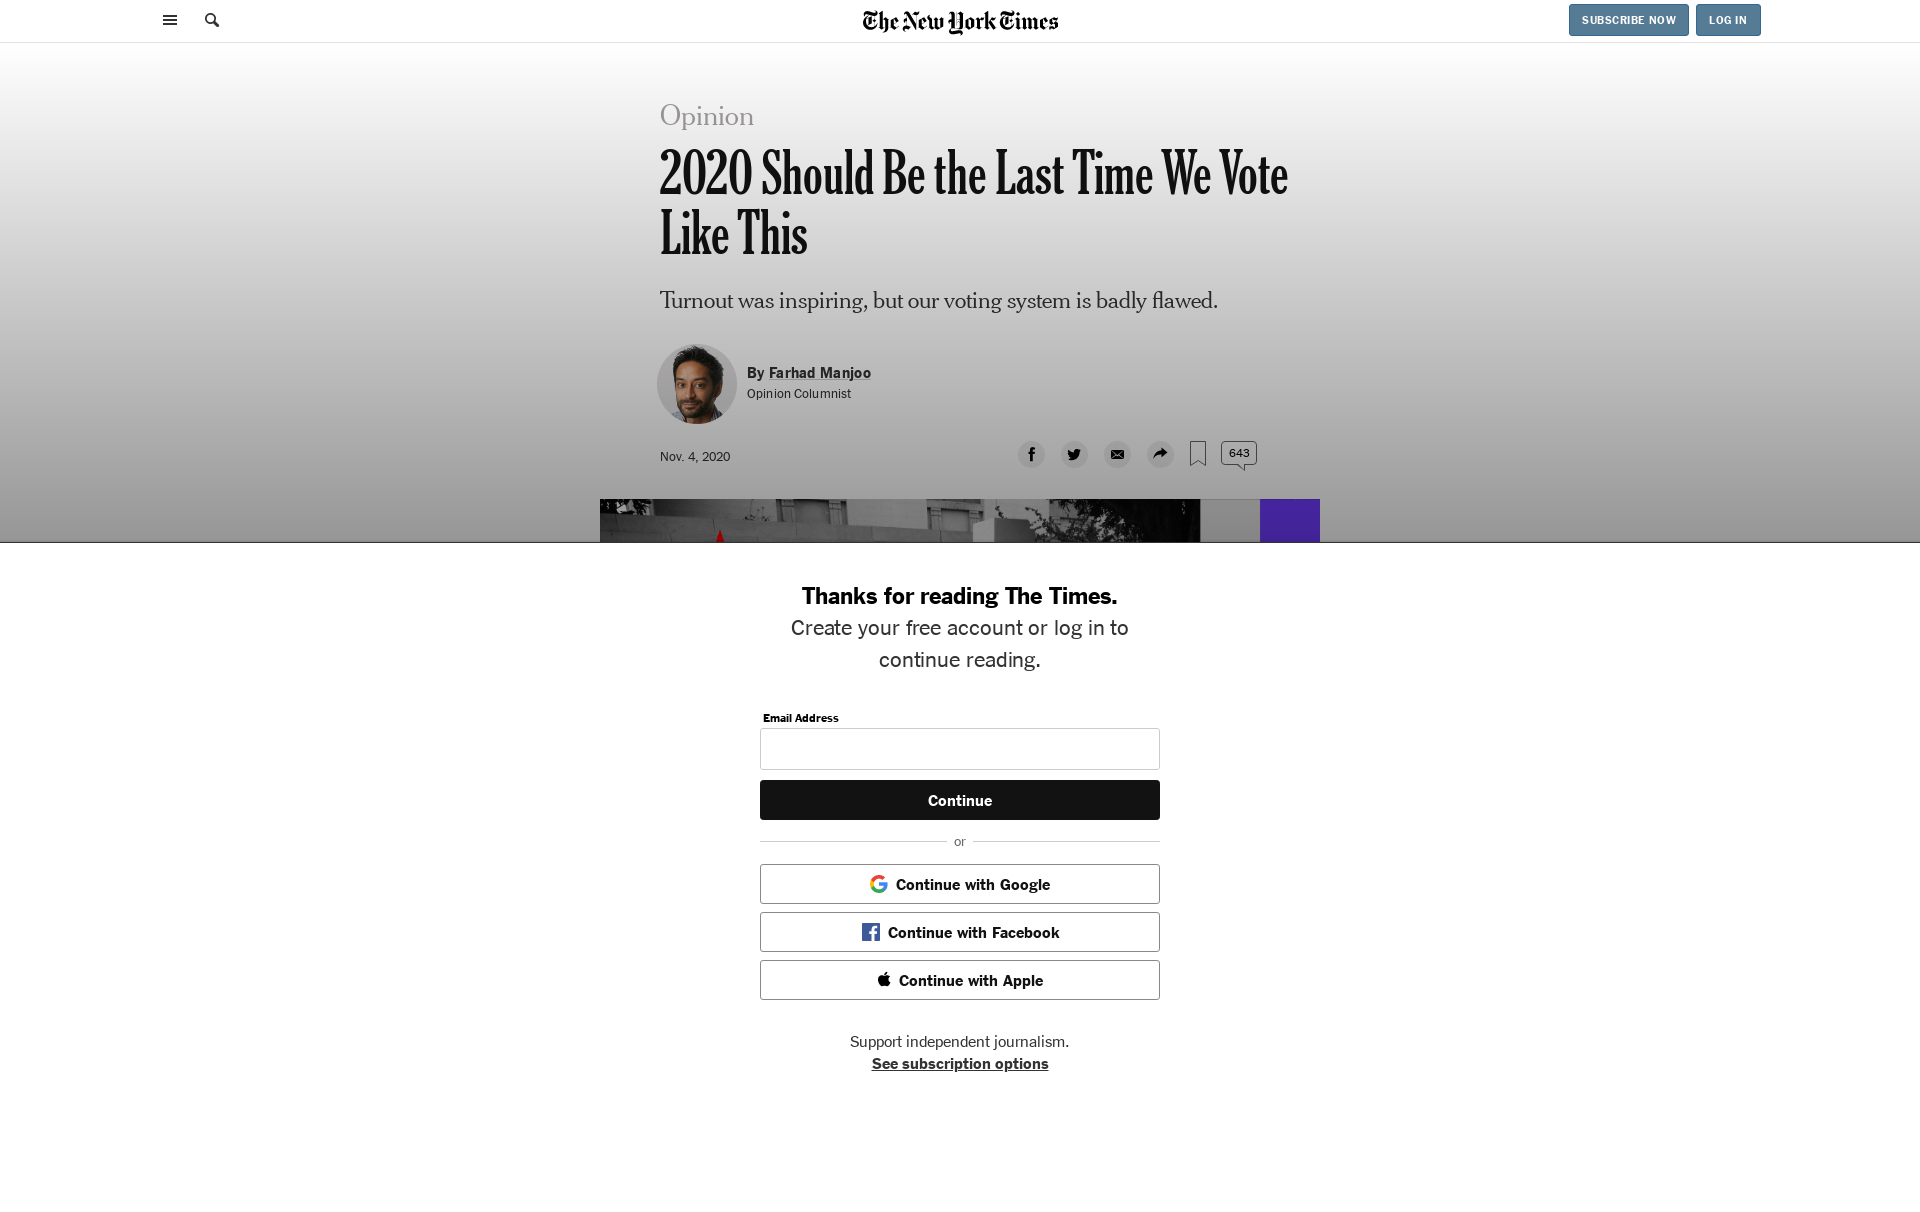 The New York Times
SUBSCRIBE NOW
LOG IN
Opinion
2020 Should Be the Last Time We Vote
Like This
Turnout was inspiring, but our voting system is badly flawed.
By Farhad Manjoo
Opinion Columnist
Nov. 4, 2020
643
Thanks for reading The Times.
Create your free account or log in to
continue reading.
Email Address
Continue
or
Continue with Google
Continue with Facebook
Continue with Apple
Support independent journalism.
See subscription options